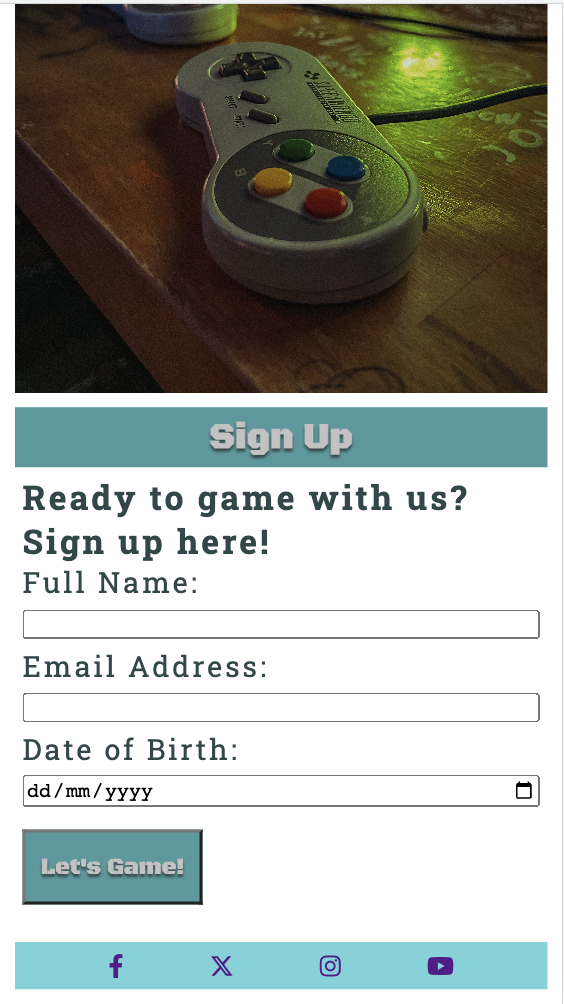 Y
B
Sign Up
Ready to game with us?
Sign up here!
Full Name:
Email Address:
Date of Birth:
dd/mm/yyyy
Let's Game!